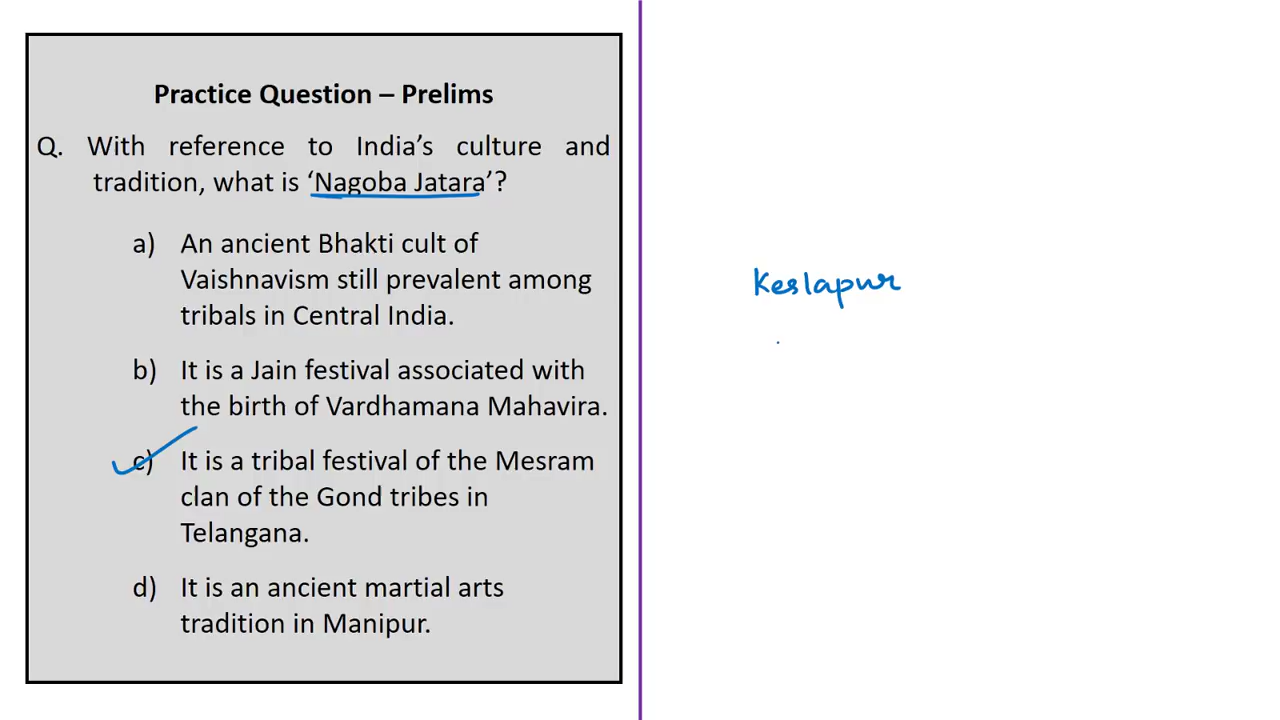 Practice Question – Prelims
Q. With reference to India's culture and
tradition, what is 'Nagoba Jatara'?
a) An ancient Bhakti cult of
Vaishnavism still prevalent among
tribals in Central India.
b) It is a Jain festival associated with
the birth of Vardhamana Mahavira.
c) It is a tribal festival of the Mesram
clan of the Gond tribes in
Telangana.
d) It is an ancient martial arts
tradition in Manipur.
Keslapur